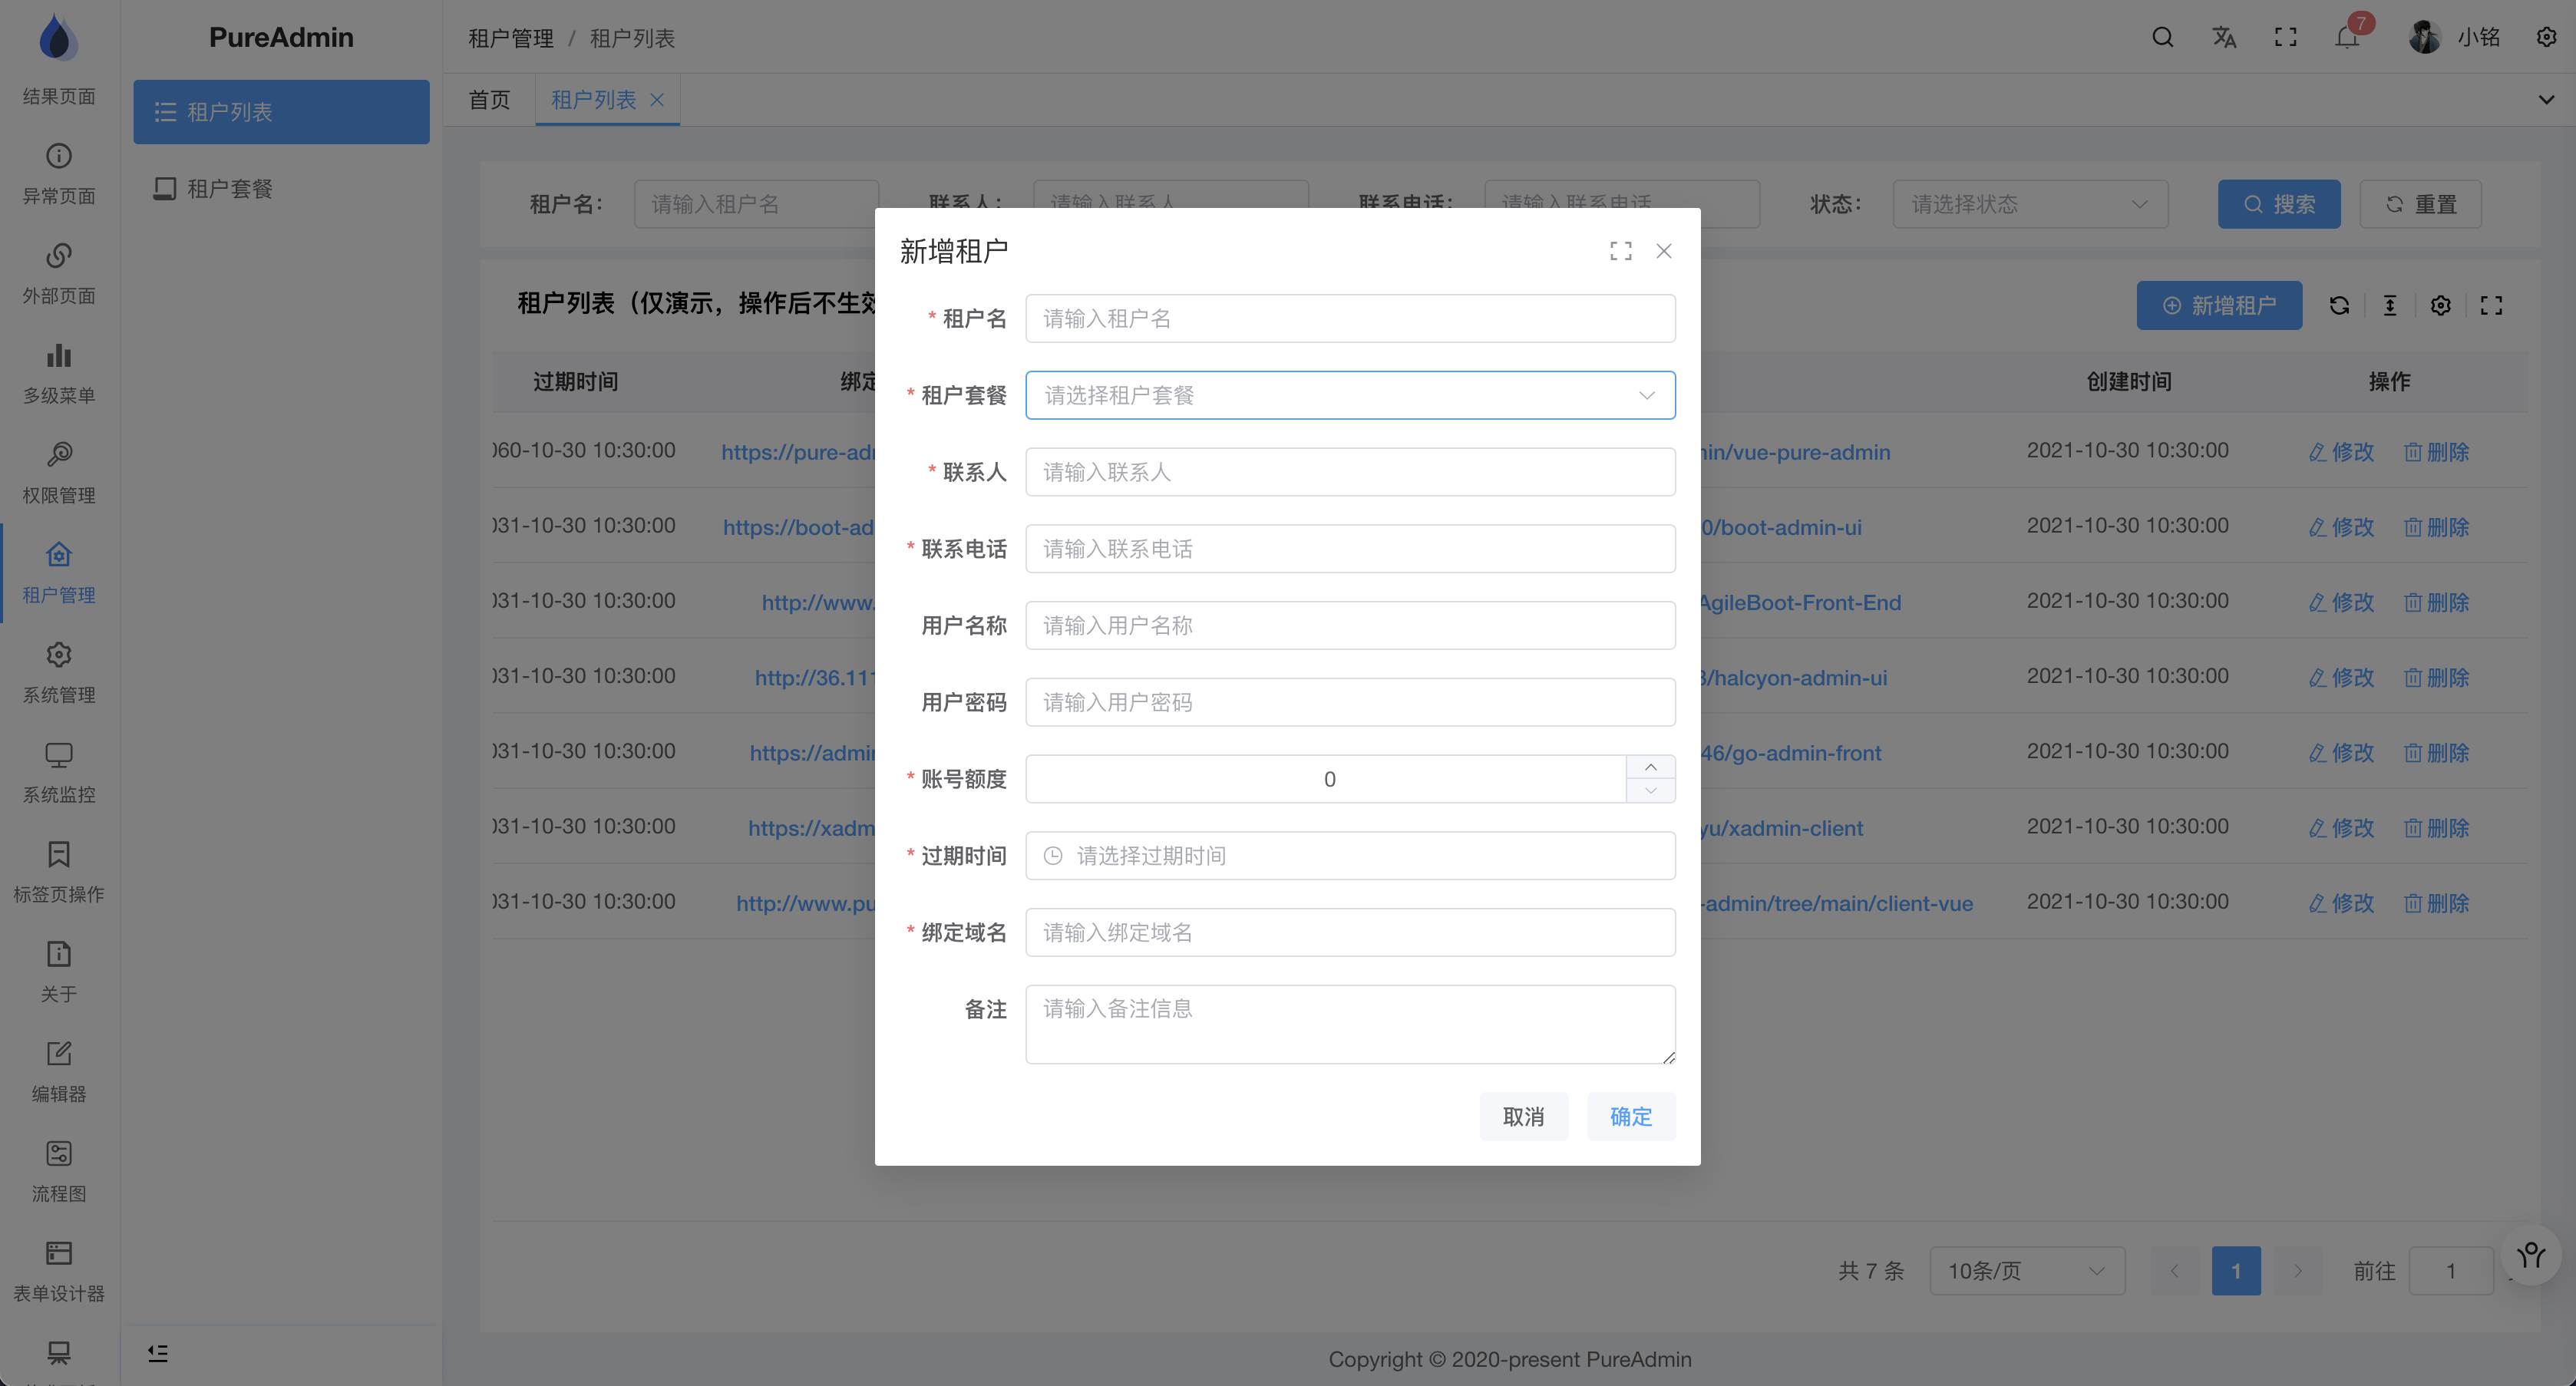 PureAdmin
租户管理 / 租户列表
7
小铭
首页
租户列表
结果页面
异常页面
外部页面
多级菜单
权限管理
租户管理
系统管理
系统监控
标签页操作
关于
编辑器
流程图
表单设计器
租户列表
租户套餐
租户名： 请输入租户名
联系人： 请输入联系人
联系电话： 请输入联系电话
状态： 请选择状态
搜索
重置
租户列表（仅演示，操作后不生效
新增租户
过期时间 绑定 创建时间 操作
060-10-30 10:30:00 https://pure-adm in/vue-pure-admin 2021-10-30 10:30:00 修改 删除
031-10-30 10:30:00 https://boot-ad 0/boot-admin-ui 2021-10-30 10:30:00 修改 删除
031-10-30 10:30:00 http://www. AgileBoot-Front-End 2021-10-30 10:30:00 修改 删除
031-10-30 10:30:00 http://36.111 /halcyon-admin-ui 2021-10-30 10:30:00 修改 删除
031-10-30 10:30:00 https://admin 46/go-admin-front 2021-10-30 10:30:00 修改 删除
031-10-30 10:30:00 https://xadm yu/xadmin-client 2021-10-30 10:30:00 修改 删除
031-10-30 10:30:00 http://www.pu -admin/tree/main/client-vue 2021-10-30 10:30:00 修改 删除
新增租户
* 租户名 请输入租户名
* 租户套餐 请选择租户套餐
* 联系人 请输入联系人
* 联系电话 请输入联系电话
用户名称 请输入用户名称
用户密码 请输入用户密码
* 账号额度 0
* 过期时间 请选择过期时间
* 绑定域名 请输入绑定域名
备注 请输入备注信息
取消 确定
共 7 条 10条/页 1 前往 1
Copyright © 2020-present PureAdmin